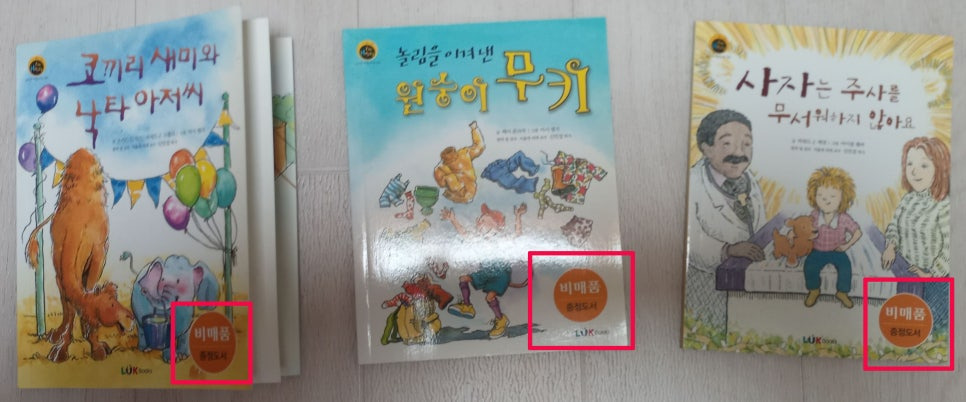 코끼리 새미와
낙타 아저씨
비매품
증정도서
LUK Books
놀림을 이겨낸
원숭이 무키
비매품
증정도서
LUK Books
사자는 주사를
무서워하지 않아요
비매품
증정도서
LUK Books